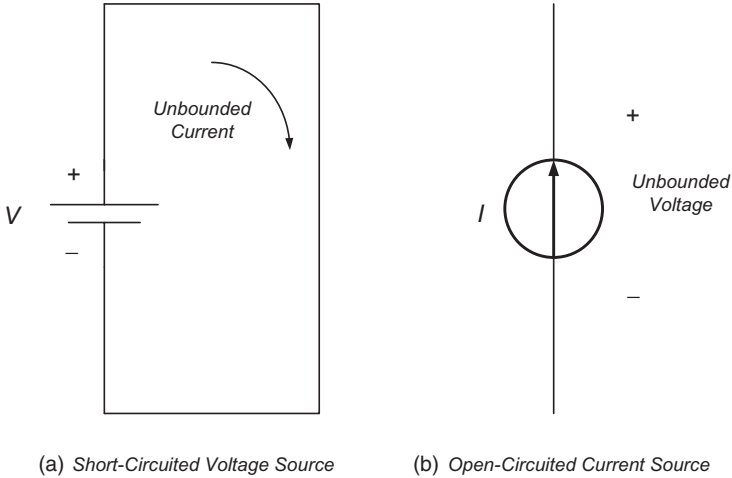 Unbounded
Current
+
V
–
(a) Short-Circuited Voltage Source
+
Unbounded
Voltage
I
–
(b) Open-Circuited Current Source